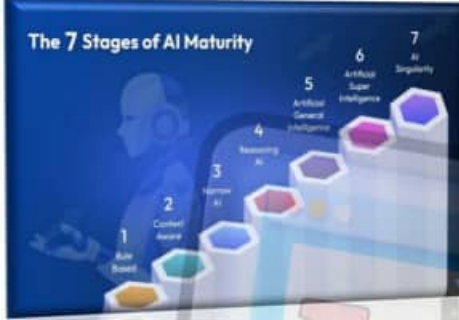 The 7 Stages of AI Maturity
1
Rule
Based
2
Context
Aware
3
Narrow
AI
4
Reasoning
AI
5
Artificial
General
Intelligence
6
Artificial
Super
Intelligence
7
AI
Singularity